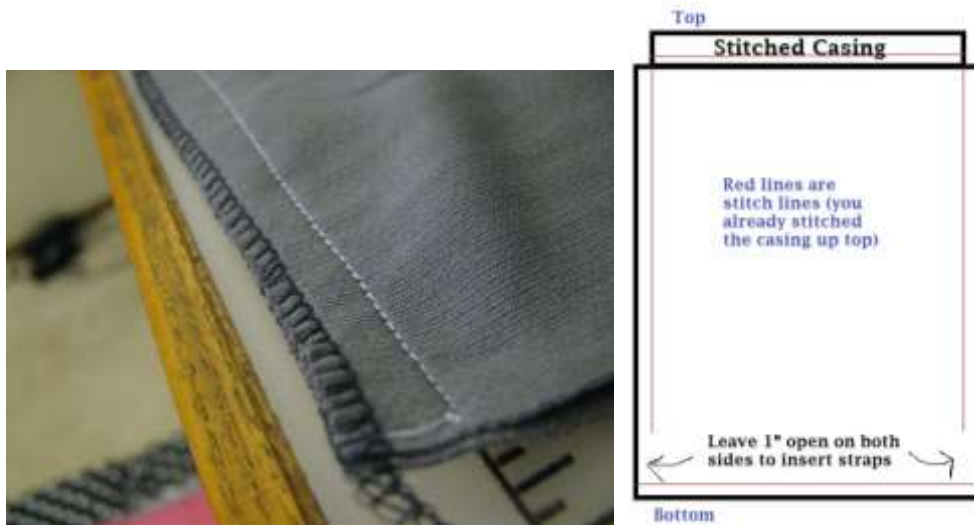 Top
Stitched Casing
Red lines are
stitch lines (you
already stitched
the casing up top)
Leave 1" open on both
sides to insert straps
Bottom